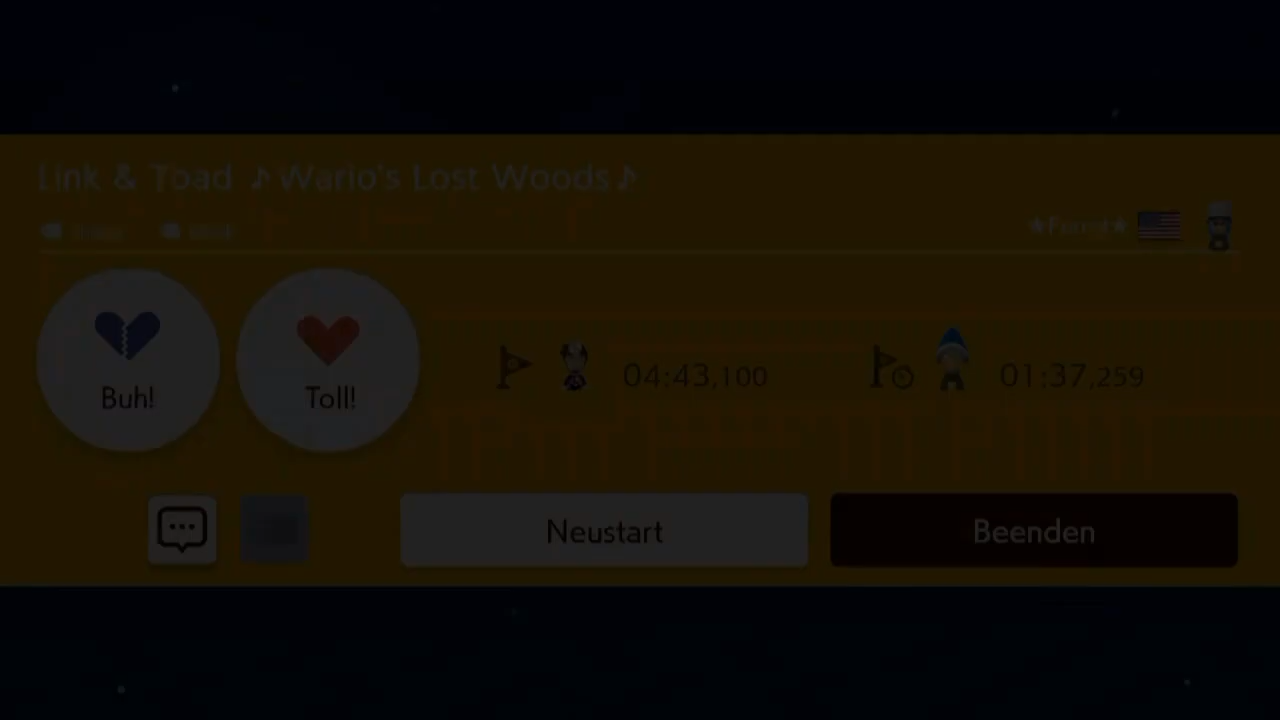 Link & Toad ♪Wario's Lost Woods♪
Buh!
Toll!
04:43,100
01:37,259
Neustart
Beenden